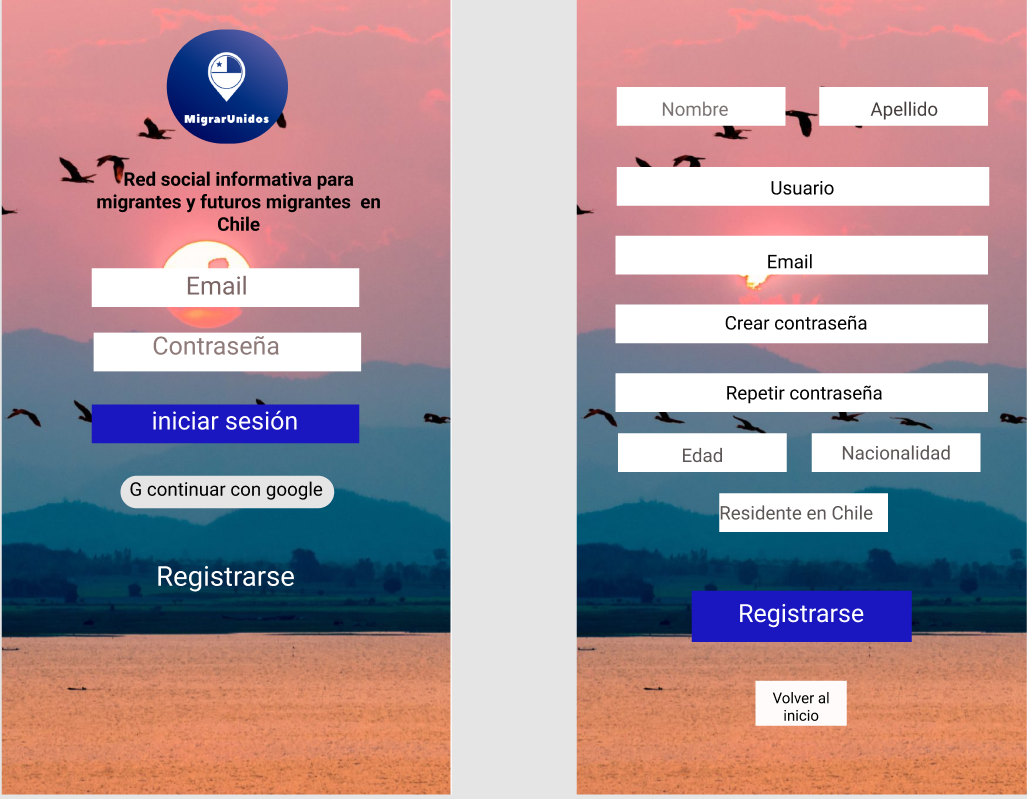 MigrarUnidos
Red social informativa para
migrantes y futuros migrantes en
Chile
Email
Contraseña
iniciar sesión
G continuar con google
Registrarse
Nombre
Apellido
Usuario
Email
Crear contraseña
Repetir contraseña
Edad
Nacionalidad
Residente en Chile
Registrarse
Volver al
inicio